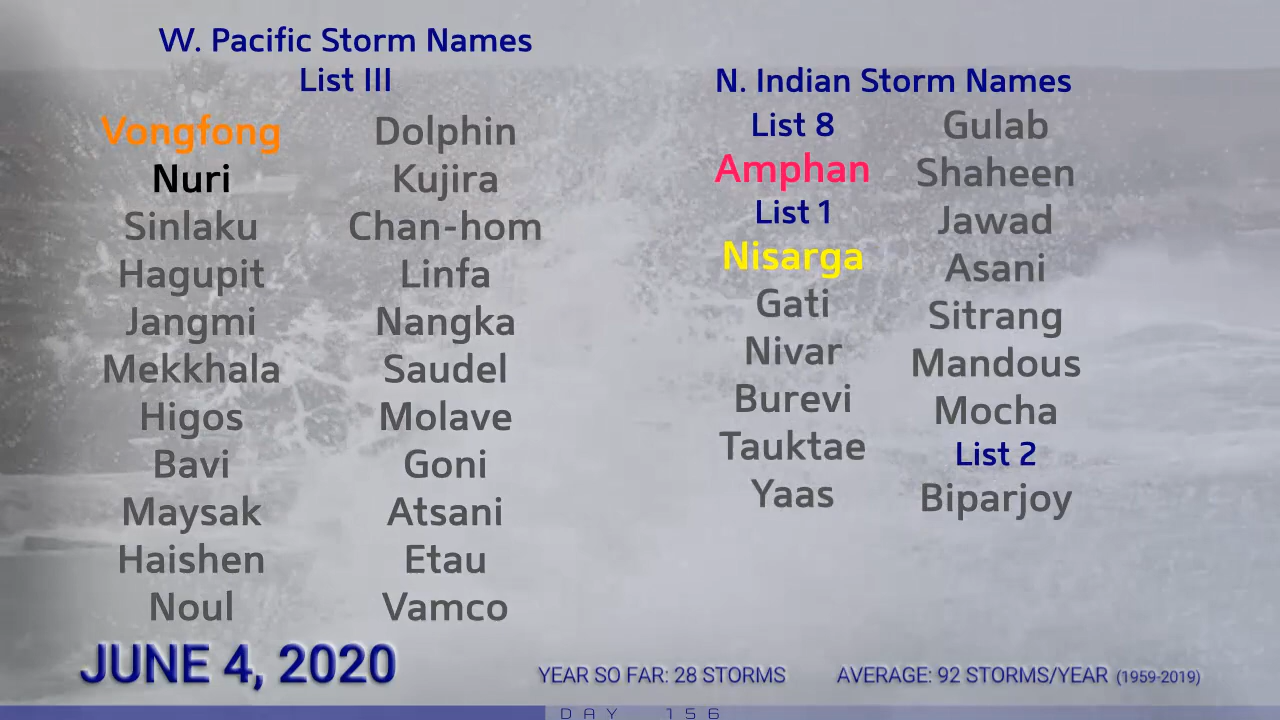 W. Pacific Storm Names
List III
Vongfong
Nuri
Sinlaku
Hagupit
Jangmi
Mekkhala
Higos
Bavi
Maysak
Haishen
Noul
Dolphin
Kujira
Chan-hom
Linfa
Nangka
Saudel
Molave
Goni
Atsani
Etau
Vamco
N. Indian Storm Names
List 8
Amphan
List 1
Nisarga
Gati
Nivar
Burevi
Tauktae
Yaas
Gulab
Shaheen
Jawad
Asani
Sitrang
Mandous
Mocha
List 2
Biparjoy
JUNE 4, 2020
YEAR SO FAR: 28 STORMS
AVERAGE: 92 STORMS/YEAR (1959-2019)
DAY 156